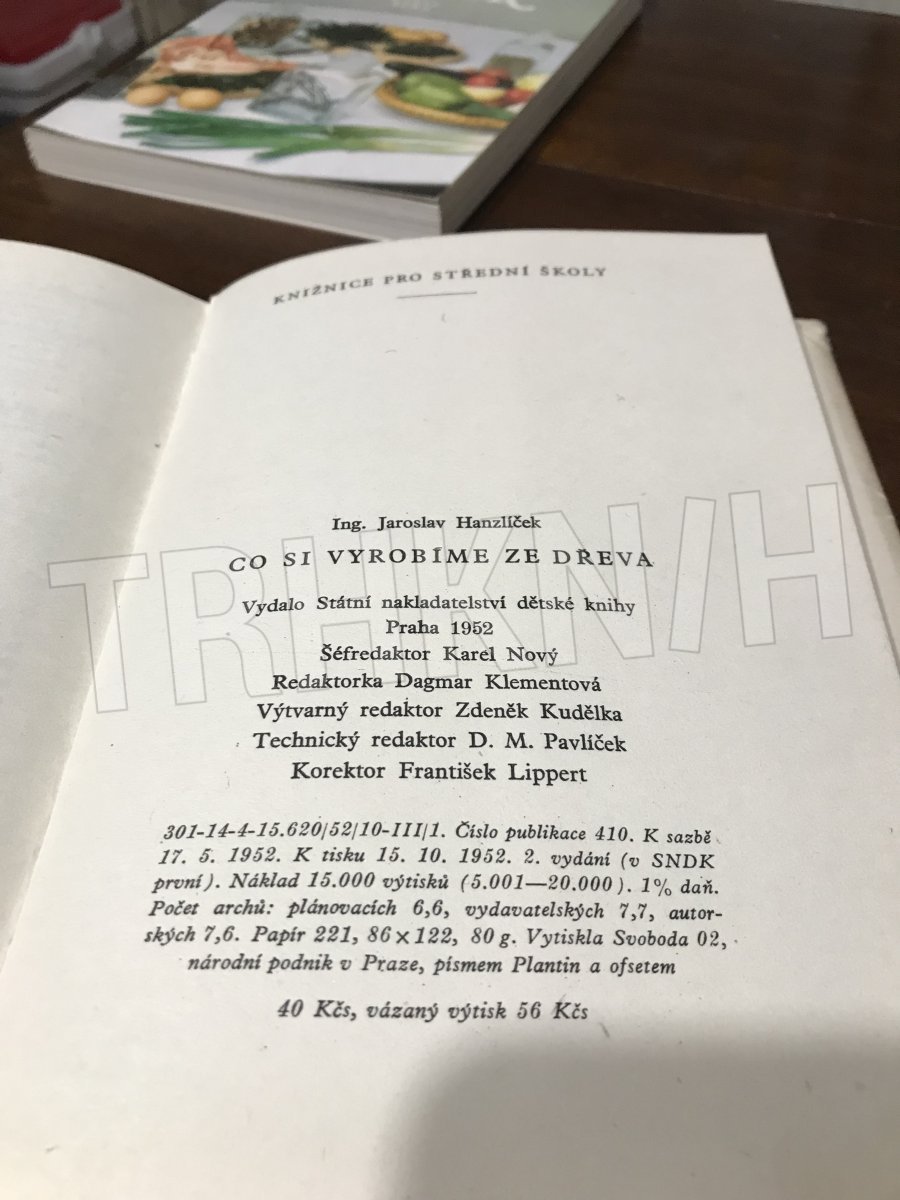 KNIŽNICE PRO STŘEDNÍ ŠKOLY
Ing. Jaroslav Hanzlíček
CO SI VYROBÍME ZE DŘEVA
Vydalo Státní nakladatelství dětské knihy
Praha 1952
Šéfredaktor Karel Nový
Redaktorka Dagmar Klementová
Výtvarný redaktor Zdeněk Kudělka
Technický redaktor D. M. Pavlíček
Korektor František Lippert
301-14-4-15.620/52/10-III/1. Číslo publikace 410. K sazbě
17. 5. 1952. K tisku 15. 10. 1952. 2. vydání (v SNDK
první). Náklad 15.000 výtisků (5.001—20.000). 1% daň.
Počet archů: plánovacích 6,6, vydavatelských 7,7, autor-
ských 7,6. Papír 221, 86×122, 80 g. Vytiskla Svoboda 02,
národní podnik v Praze, písmem Plantin a ofsetem
40 Kčs, vázaný výtisk 56 Kčs
TRHKNIH